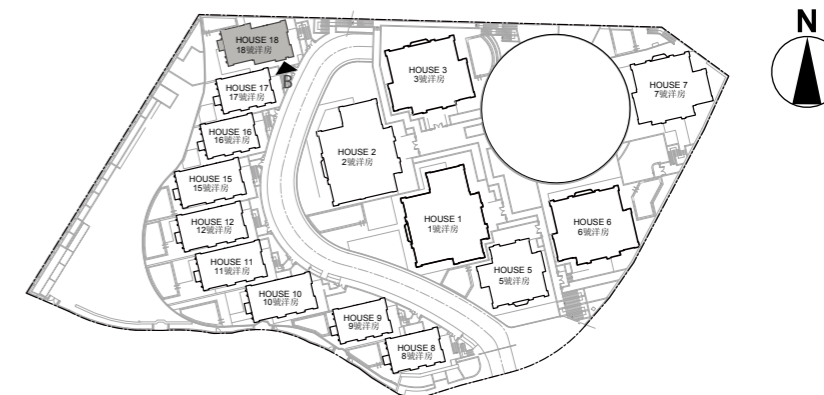 N
HOUSE 18
18號洋房
B
HOUSE 17
17號洋房
HOUSE 16
16號洋房
HOUSE 15
15號洋房
HOUSE 12
12號洋房
HOUSE 11
11號洋房
HOUSE 10
10號洋房
HOUSE 9
9號洋房
HOUSE 8
8號洋房
HOUSE 3
3號洋房
HOUSE 2
2號洋房
HOUSE 1
1號洋房
HOUSE 7
7號洋房
HOUSE 6
6號洋房
HOUSE 5
5號洋房